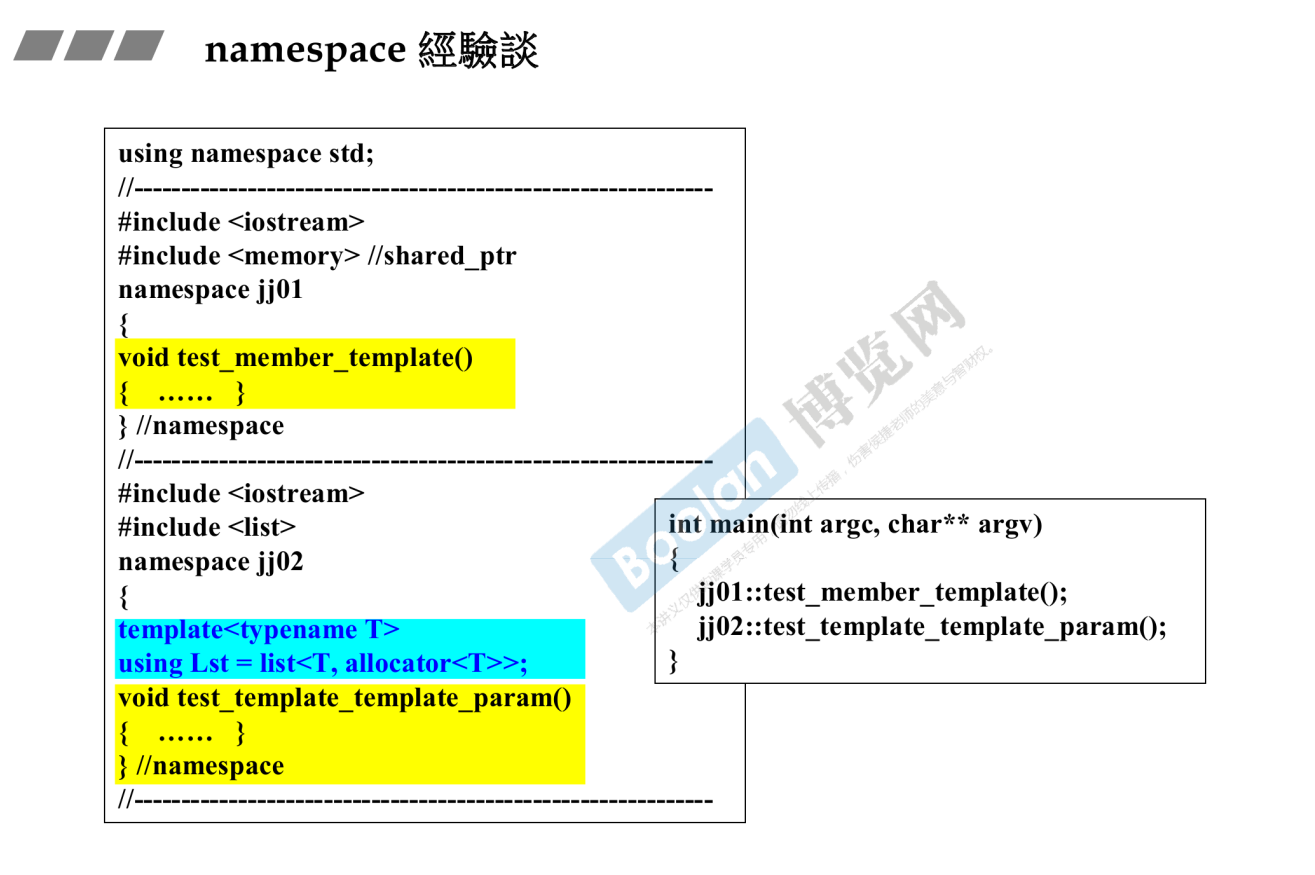 namespace 經驗談
using namespace std;
//--------------------------------------------------------------
#include <iostream>
#include <memory> //shared_ptr
namespace jj01
{
void test_member_template()
{ …… }
} //namespace
//--------------------------------------------------------------
#include <iostream>
#include <list>
namespace jj02
{
template<typename T>
using Lst = list<T, allocator<T>>;
void test_template_template_param()
{ …… }
} //namespace
//--------------------------------------------------------------
int main(int argc, char** argv)
{
jj01::test_member_template();
jj02::test_template_template_param();
}
Boolan 博览网